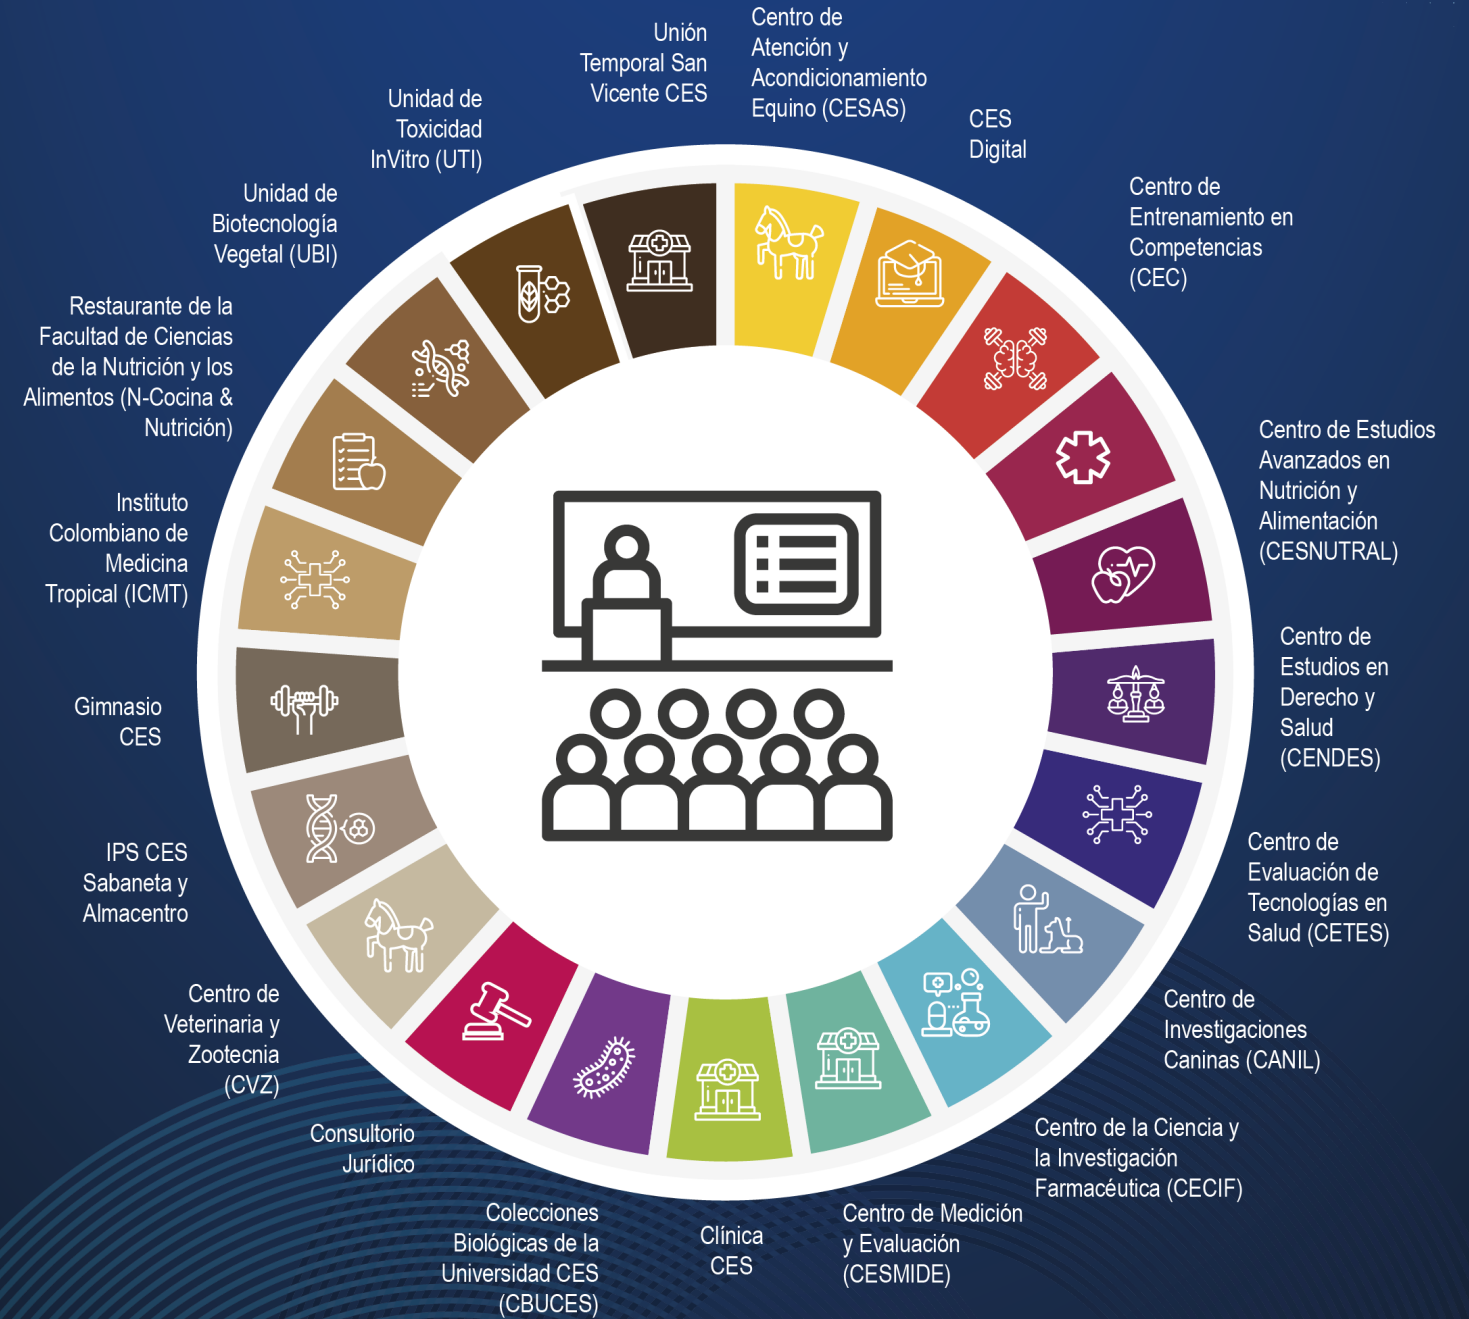 Unión
Temporal San
Vicente CES
Centro de
Atención y
Acondicionamiento
Equino (CESAS)
CES
Digital
Centro de
Entrenamiento en
Competencias
(CEC)
Centro de Estudios
Avanzados en
Nutrición y
Alimentación
(CESNUTRAL)
Centro de
Estudios en
Derecho y
Salud
(CENDES)
Centro de
Evaluación de
Tecnologías en
Salud (CETES)
Centro de
Investigaciones
Caninas (CANIL)
Centro de la Ciencia y
la Investigación
Farmacéutica (CECIF)
Centro de Medición
y Evaluación
(CESMIDE)
Clínica
CES
Colecciones
Biológicas de la
Universidad CES
(CBUCES)
Consultorio
Jurídico
Centro de
Veterinaria y
Zootecnia
(CVZ)
IPS CES
Sabaneta y
Almacentro
Gimnasio
CES
Instituto
Colombiano de
Medicina
Tropical (ICMT)
Restaurante de la
Facultad de Ciencias
de la Nutrición y los
Alimentos (N-Cocina &
Nutrición)
Unidad de
Biotecnología
Vegetal (UBI)
Unidad de
Toxicidad
InVitro (UTI)